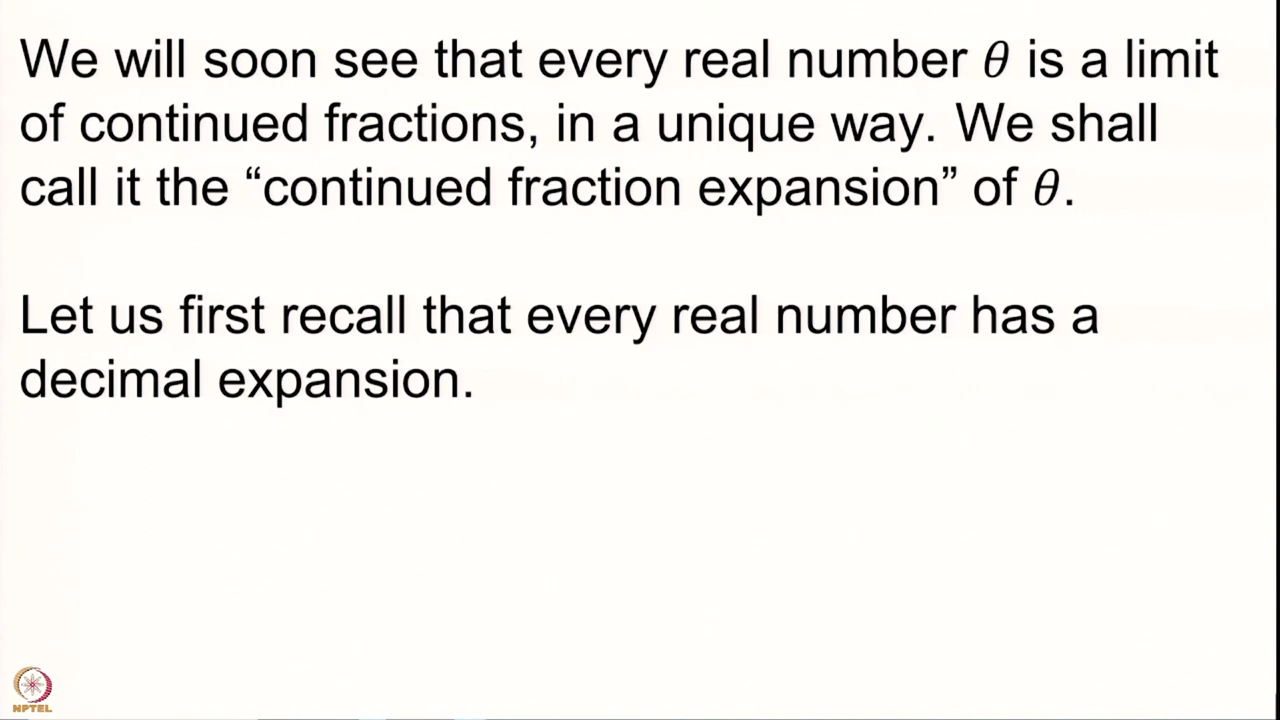 We will soon see that every real number θ is a limit
of continued fractions, in a unique way. We shall
call it the “continued fraction expansion” of θ.
Let us first recall that every real number has a
decimal expansion.
NPTEL